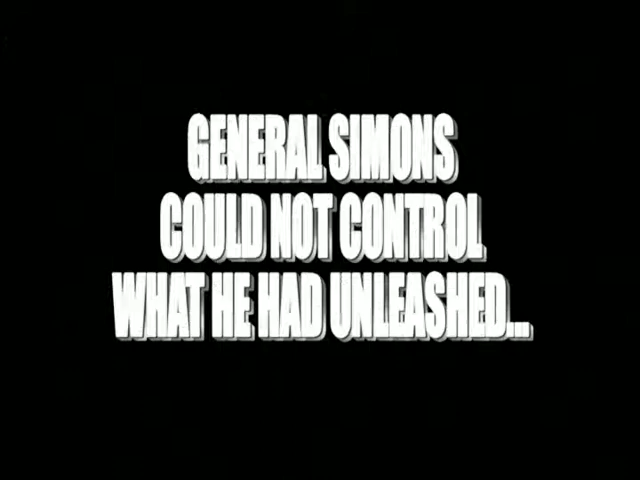 GENERAL SIMONS
COULD NOT CONTROL
WHAT HE HAD UNLEASHED...